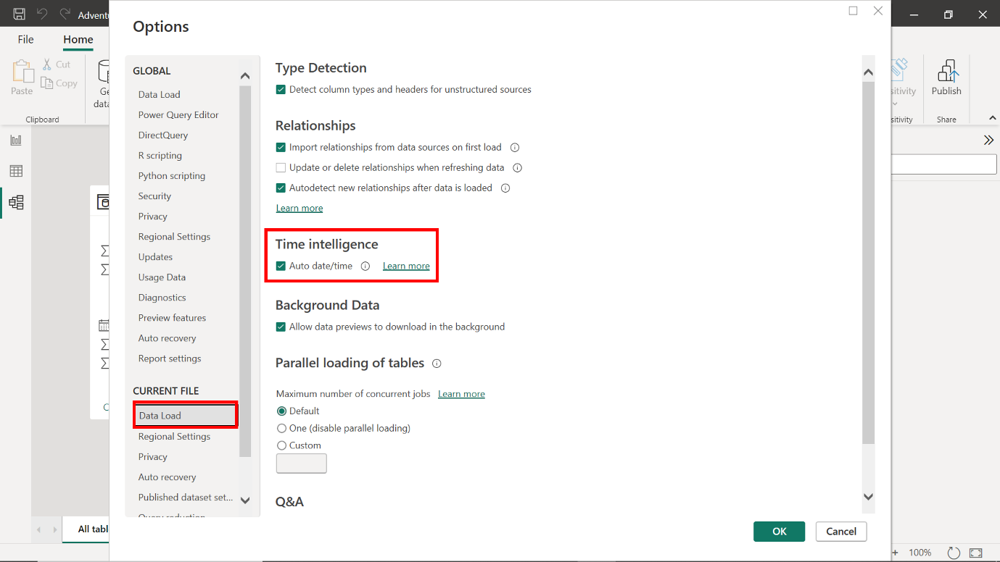 Adventu
File
Home
Paste
Cut
Copy
Ge
data
Clipboard
Options
GLOBAL
Data Load
Power Query Editor
DirectQuery
R scripting
Python scripting
Security
Privacy
Regional Settings
Updates
Usage Data
Diagnostics
Preview features
Auto recovery
Report settings
CURRENT FILE
Data Load
Regional Settings
Privacy
Auto recovery
Published dataset set...
Query reduction
Type Detection
Detect column types and headers for unstructured sources
Relationships
Import relationships from data sources on first load
Update or delete relationships when refreshing data
Autodetect new relationships after data is loaded
Learn more
Time intelligence
Auto date/time Learn more
Background Data
Allow data previews to download in the background
Parallel loading of tables
Maximum number of concurrent jobs Learn more
Default
One (disable parallel loading)
Custom
Q&A
OK
Cancel
sitivity
sitivity
Publish
Share
All tabl
100%